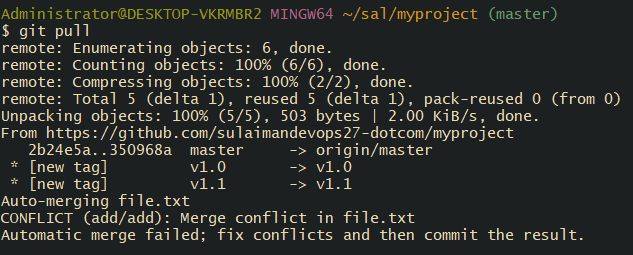 Administrator@DESKTOP-VKRMBR2 MINGW64 ~/sal/myproject (master)
$ git pull
remote: Enumerating objects: 6, done.
remote: Counting objects: 100% (6/6), done.
remote: Compressing objects: 100% (2/2), done.
remote: Total 5 (delta 1), reused 5 (delta 1), pack-reused 0 (from 0)
Unpacking objects: 100% (5/5), 503 bytes | 2.00 KiB/s, done.
From https://github.com/sulaimandevops27-dotcom/myproject
   2b24e5a..350968a  master     -> origin/master
 * [new tag]         v1.0       -> v1.0
 * [new tag]         v1.1       -> v1.1
Auto-merging file.txt
CONFLICT (add/add): Merge conflict in file.txt
Automatic merge failed; fix conflicts and then commit the result.